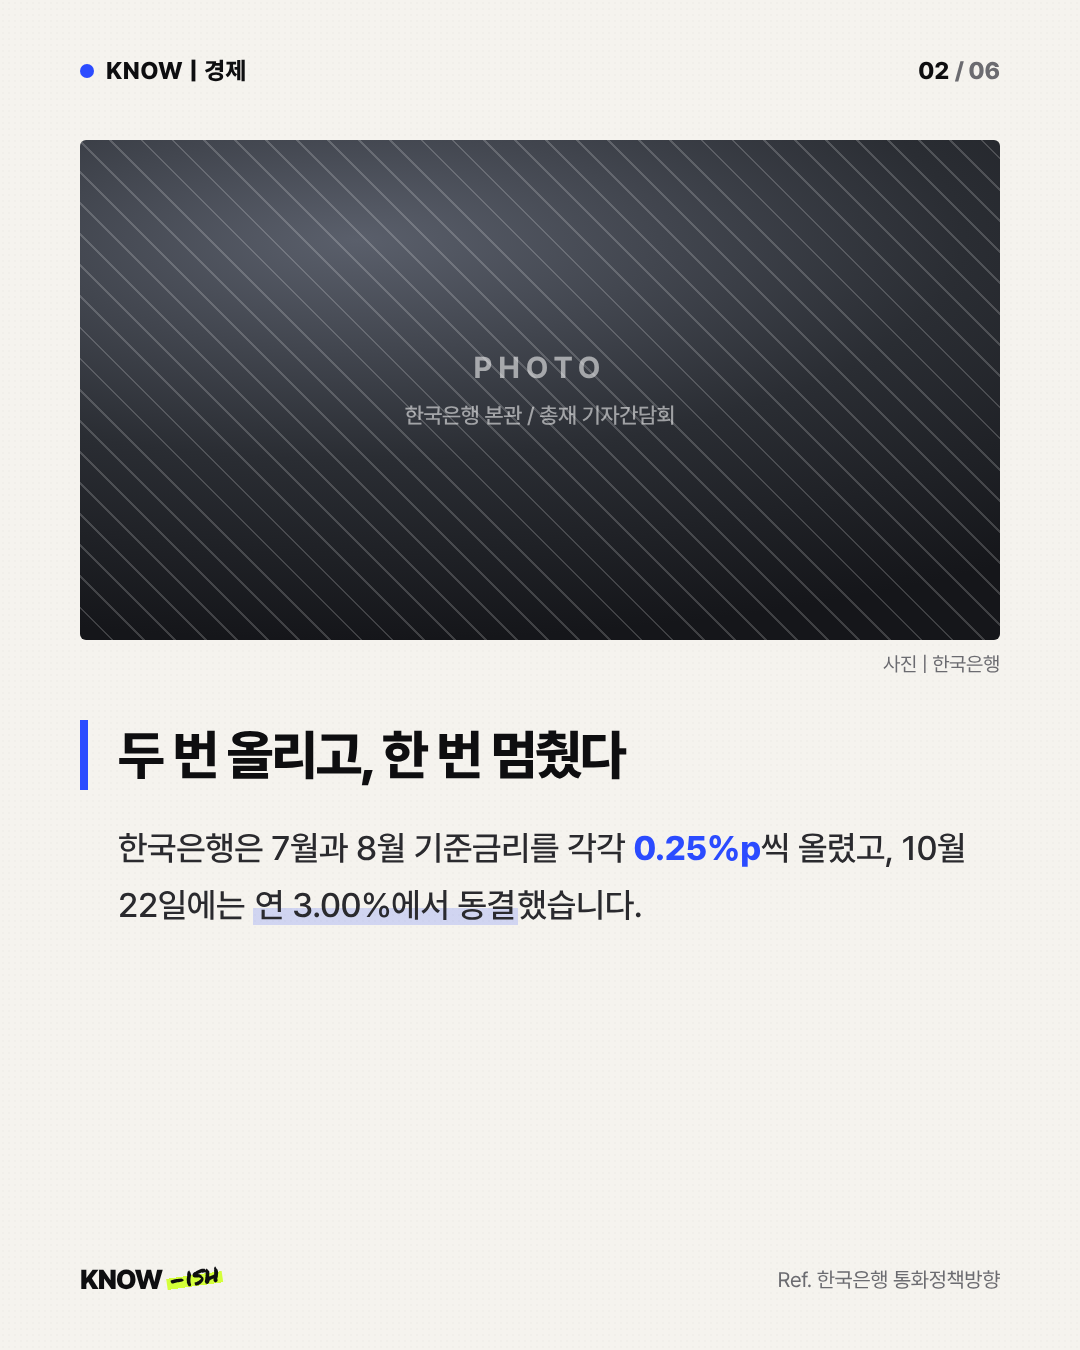 KNOW | 경제
02 / 06
PHOTO
한국은행 본관 / 총재 기자간담회
사진 | 한국은행
두 번 올리고, 한 번 멈췄다
한국은행은 7월과 8월 기준금리를 각각 0.25%p씩 올렸고, 10월
22일에는 연 3.00%에서 동결했습니다.
KNOW -ISH
Ref. 한국은행 통화정책방향